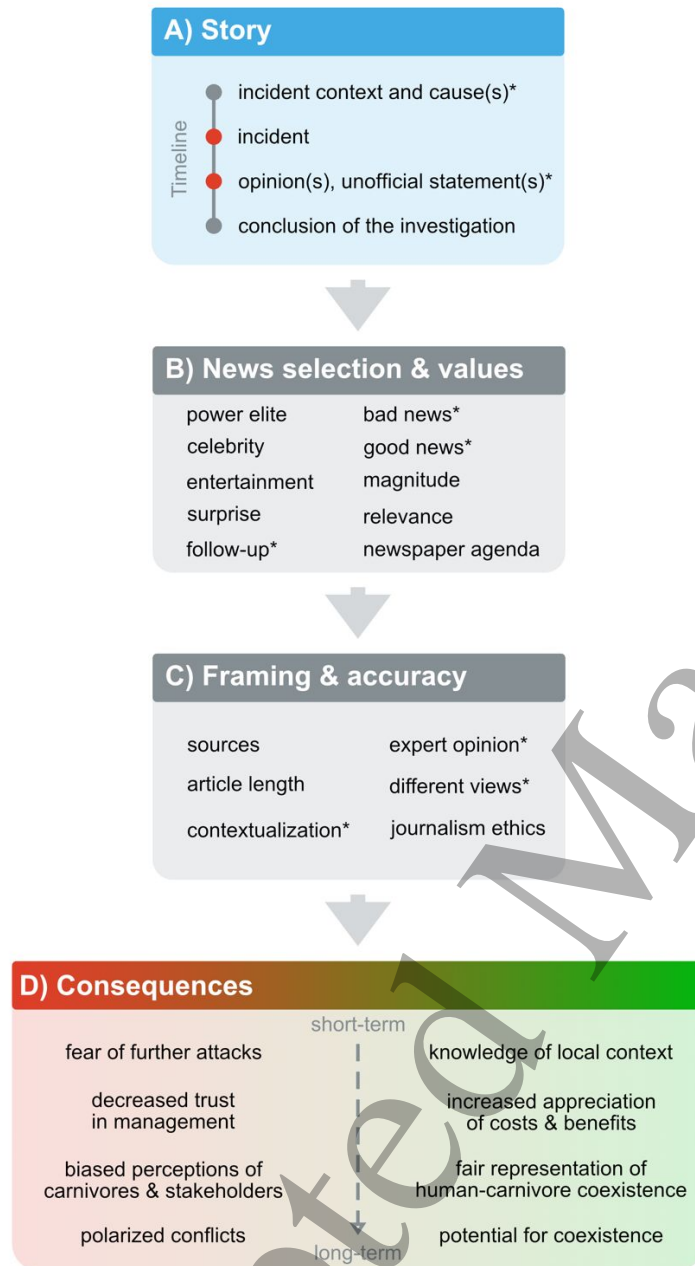 A) Story
Timeline
incident context and cause(s)*
incident
opinion(s), unofficial statement(s)*
conclusion of the investigation
B) News selection & values
power elite
celebrity
entertainment
surprise
follow-up*
bad news*
good news*
magnitude
relevance
newspaper agenda
C) Framing & accuracy
sources
article length
contextualization*
expert opinion*
different views*
journalism ethics
D) Consequences
short-term
fear of further attacks
decreased trust
in management
biased perceptions of
carnivores & stakeholders
polarized conflicts
knowledge of local context
increased appreciation
of costs & benefits
fair representation of
human-carnivore coexistence
potential for coexistence
long-term